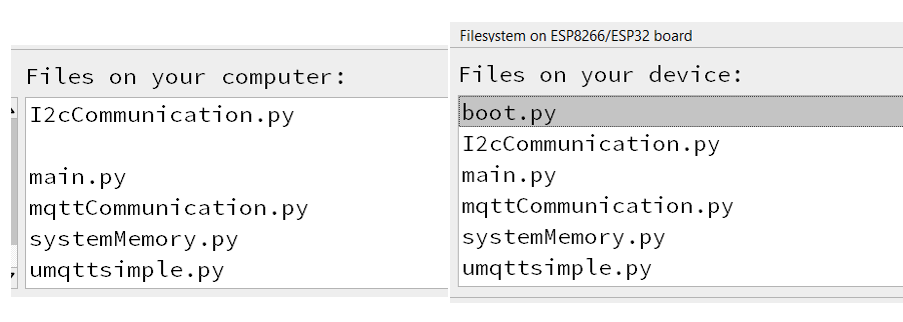 Files on your computer:
I2cCommunication.py
main.py
mqttCommunication.py
systemMemory.py
umqttsimple.py
Filesystem on ESP8266/ESP32 board
Files on your device:
boot.py
I2cCommunication.py
main.py
mqttCommunication.py
systemMemory.py
umqttsimple.py